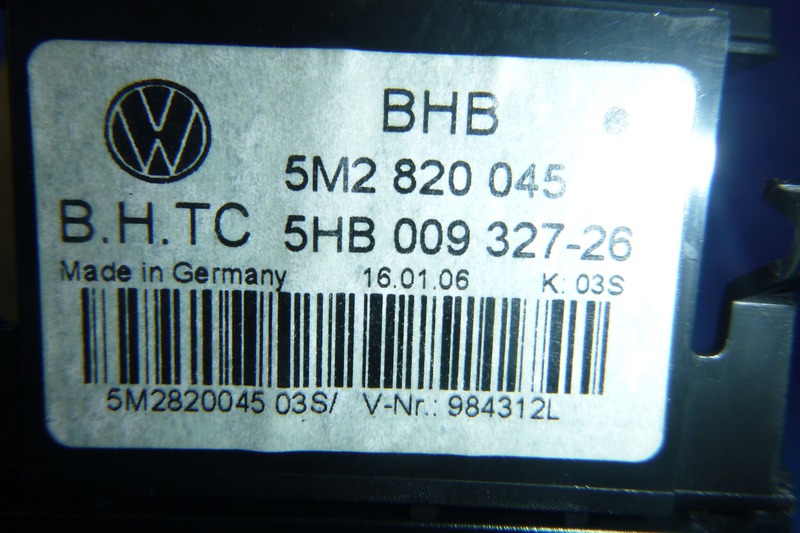 BHB
5M2 820 045
B.H.TC 5HB 009 327-26
Made in Germany 16.01.06 K: 03S
5M2820045 03S/ V-Nr.: 984312L